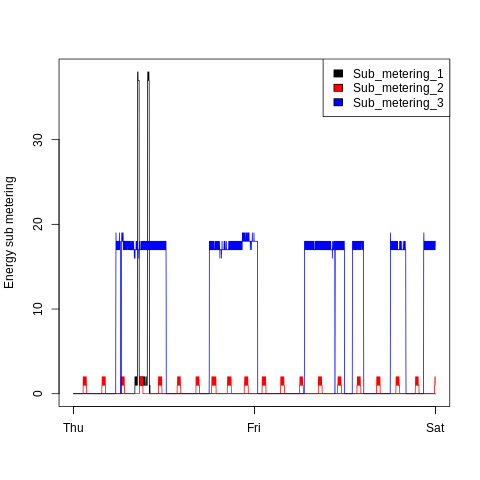 Sub_metering_1
Sub_metering_2
Sub_metering_3
Energy sub metering
30
20
10
0
Thu Fri Sat